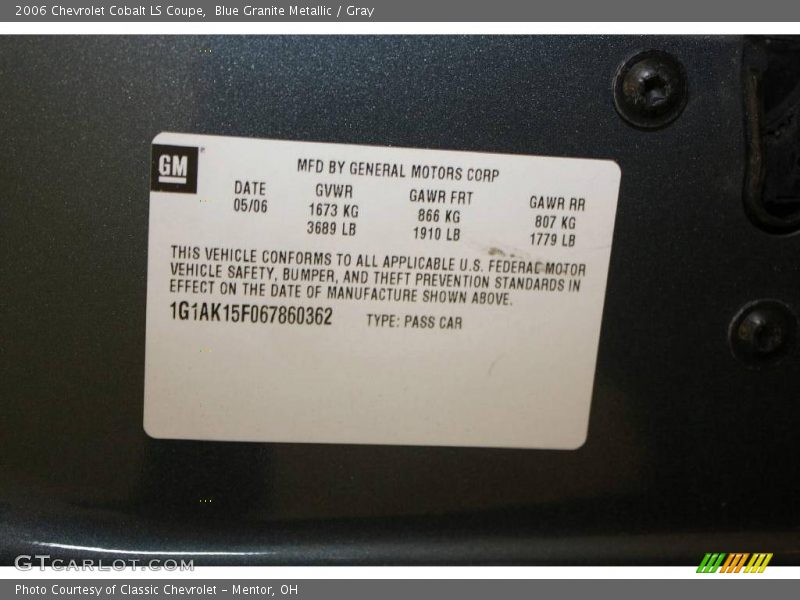 2006 Chevrolet Cobalt LS Coupe,  Blue Granite Metallic / Gray
GM
MFD BY GENERAL MOTORS CORP
DATE GVWR GAWR FRT GAWR RR
05/06 1673 KG 866 KG 807 KG
3689 LB 1910 LB 1779 LB
THIS VEHICLE CONFORMS TO ALL APPLICABLE U.S. FEDERAL MOTOR
VEHICLE SAFETY, BUMPER, AND THEFT PREVENTION STANDARDS IN
EFFECT ON THE DATE OF MANUFACTURE SHOWN ABOVE.
1G1AK15F067860362 TYPE: PASS CAR
GTCARLOT.COM
Photo Courtesy of Classic Chevrolet - Mentor, OH